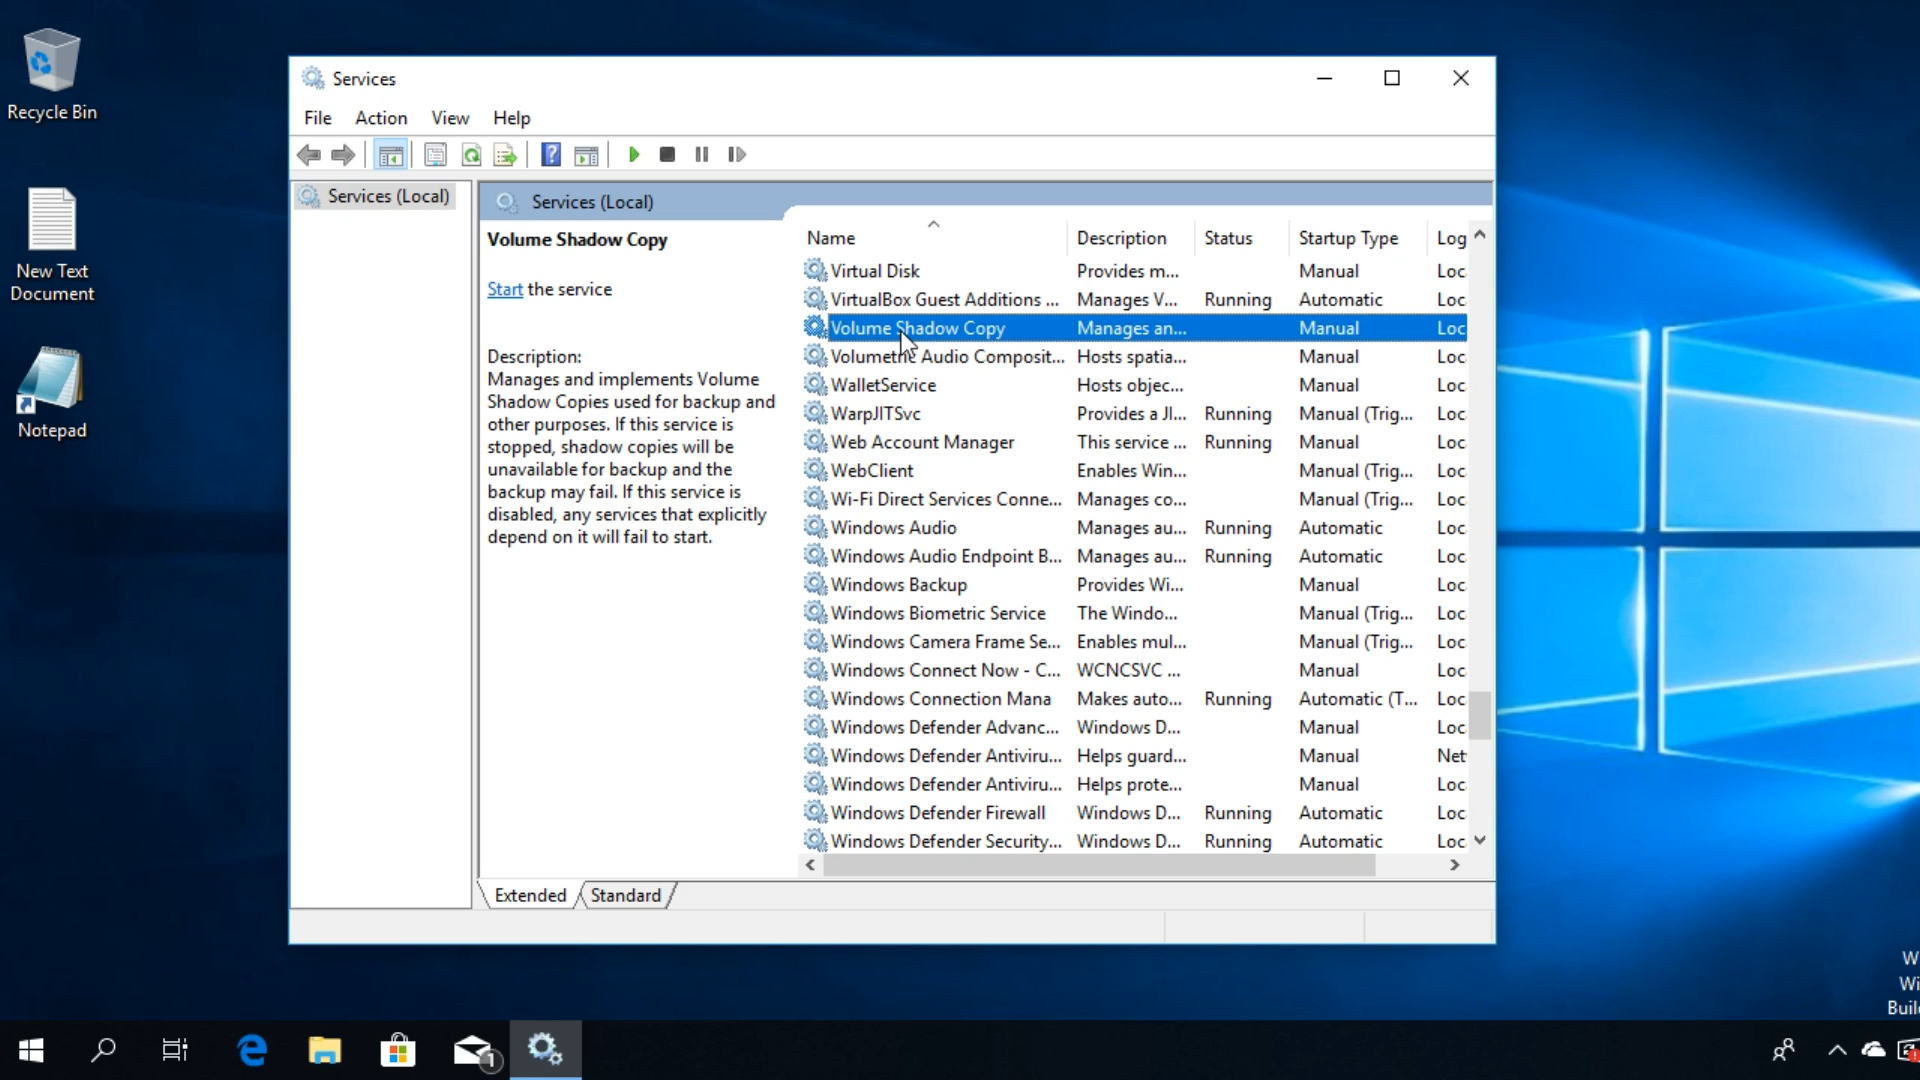 Recycle Bin
New Text
Document
Notepad
Services
File Action View Help
Services (Local)
Services (Local)
Volume Shadow Copy
Start the service
Description:
Manages and implements Volume
Shadow Copies used for backup and
other purposes. If this service is
stopped, shadow copies will be
unavailable for backup and the
backup may fail. If this service is
disabled, any services that explicitly
depend on it will fail to start.
Name Description Status Startup Type Log
Virtual Disk Provides m... Manual Loc
VirtualBox Guest Additions ... Manages V... Running Automatic Loc
Volume Shadow Copy Manages an... Manual Loc
Volumetric Audio Composit... Hosts spatia... Manual Loc
WalletService Hosts objec... Manual Loc
WarpJITSvc Provides a JI... Running Manual (Trig... Loc
Web Account Manager This service ... Running Manual Loc
WebClient Enables Win... Manual (Trig... Loc
Wi-Fi Direct Services Conne... Manages co... Manual (Trig... Loc
Windows Audio Manages au... Running Automatic Loc
Windows Audio Endpoint B... Manages au... Running Automatic Loc
Windows Backup Provides Wi... Manual Loc
Windows Biometric Service The Windo... Manual (Trig... Loc
Windows Camera Frame Se... Enables mul... Manual (Trig... Loc
Windows Connect Now - C... WCNCSVC ... Manual Loc
Windows Connection Mana Makes auto... Running Automatic (T... Loc
Windows Defender Advanc... Windows D... Manual Loc
Windows Defender Antiviru... Helps guard... Manual Net
Windows Defender Antiviru... Helps prote... Manual Loc
Windows Defender Firewall Windows D... Running Automatic Loc
Windows Defender Security... Windows D... Running Automatic Loc
Extended Standard
W
Wi
Buil
1